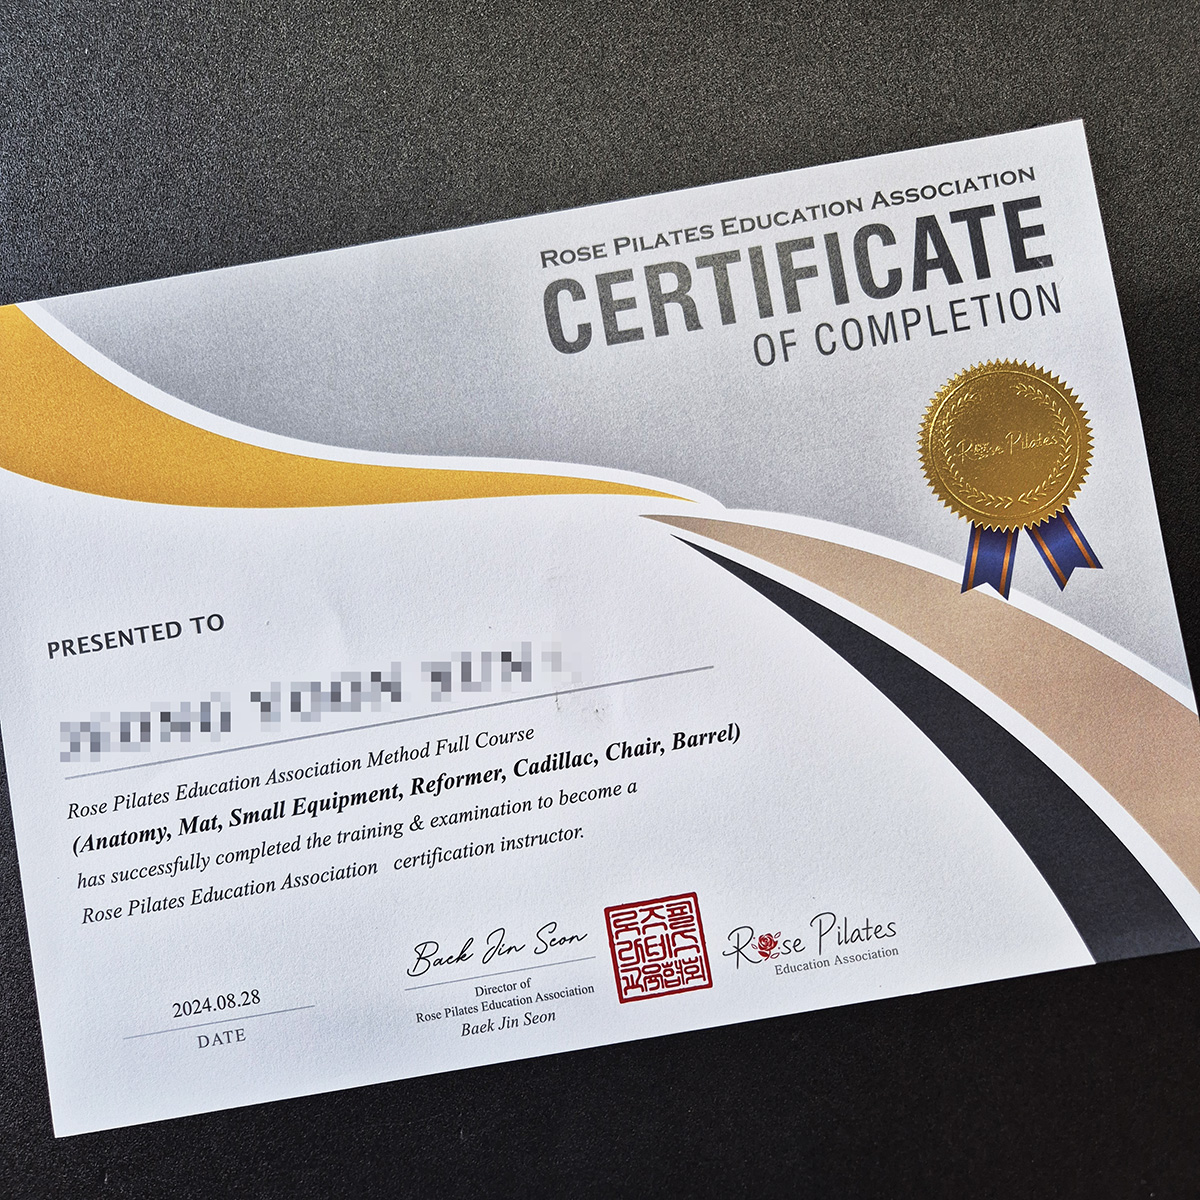 ROSE PILATES EDUCATION ASSOCIATION
CERTIFICATE
OF COMPLETION
Rose Pilates
PRESENTED TO
Rose Pilates Education Association Method Full Course
(Anatomy, Mat, Small Equipment, Reformer, Cadillac, Chair, Barrel)
has successfully completed the training & examination to become a
Rose Pilates Education Association certification instructor.
2024.08.28
DATE
Baek Jin Seon
Director of
Rose Pilates Education Association
Baek Jin Seon
Rose Pilates
Education Association